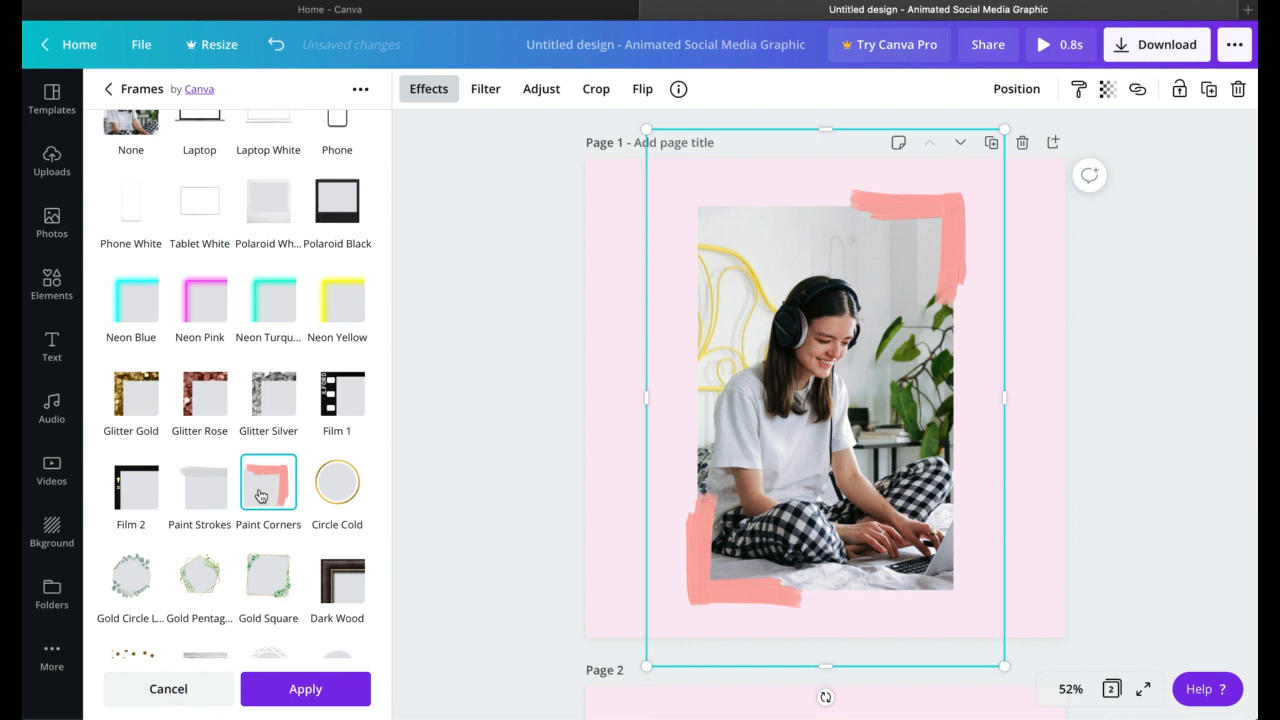 Home - Canva
Untitled design - Animated Social Media Graphic
Home
File
Resize
Unsaved changes
Untitled design - Animated Social Media Graphic
Try Canva Pro
Share
0.8s
Download
Templates
Uploads
Photos
Elements
Text
Audio
Videos
Bkground
Folders
More
Frames by Canva
None
Laptop
Laptop White
Phone
Phone White
Tablet White
Polaroid Wh...
Polaroid Black
Neon Blue
Neon Pink
Neon Turqu...
Neon Yellow
Glitter Gold
Glitter Rose
Glitter Silver
Film 1
Film 2
Paint Strokes
Paint Corners
Circle Cold
Gold Circle L...
Gold Pentag...
Gold Square
Dark Wood
Cancel
Apply
Effects
Filter
Adjust
Crop
Flip
Position
Page 1 - Add page title
Page 2
52%
2
Help ?